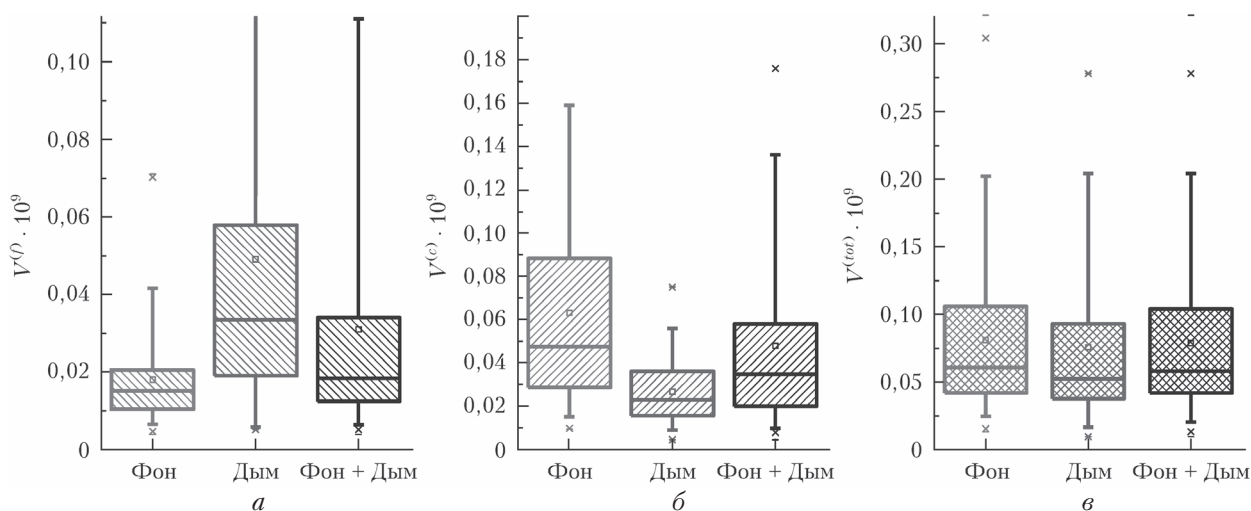 V^(f) · 10^9
0,10
0,08
0,06
0,04
0,02
0
Фон Дым Фон + Дым
а
V^(c) · 10^9
0,18
0,16
0,14
0,12
0,10
0,08
0,06
0,04
0,02
0
Фон Дым Фон + Дым
б
V^(tot) · 10^9
0,30
0,25
0,20
0,15
0,10
0,05
0
Фон Дым Фон + Дым
в